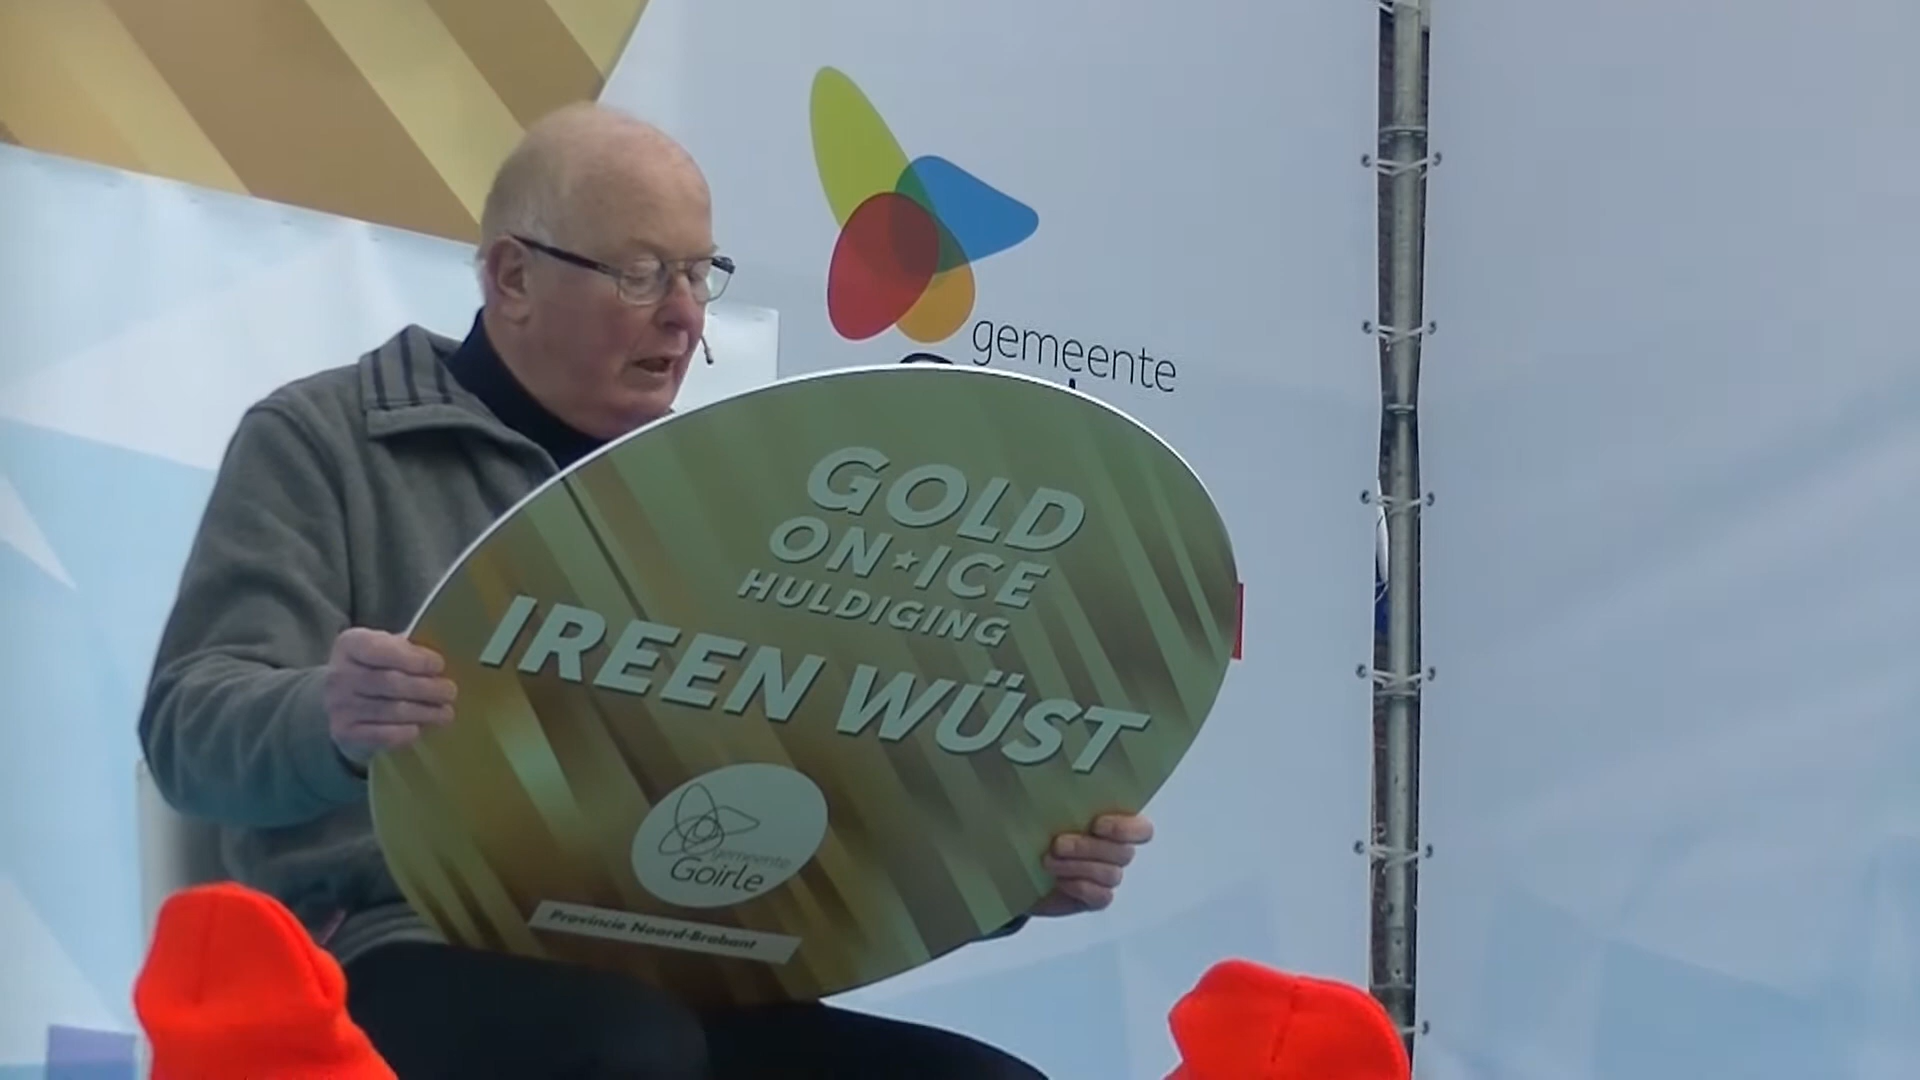 gemeente
GOLD
ON★ICE
HULDIGING
IREEN WÜST
gemeente
Goirle
Provincie Noord-Brabant